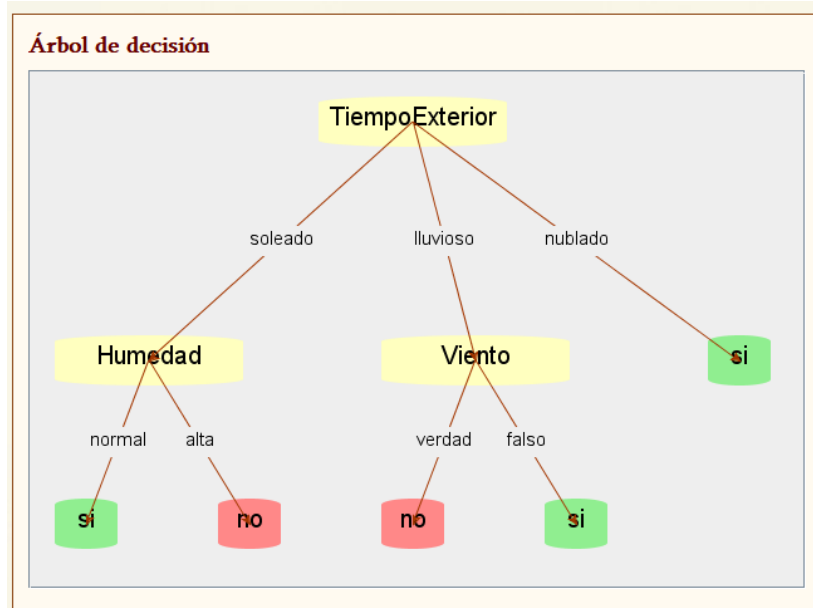 Árbol de decisión
TiempoExterior
soleado
lluvioso
nublado
Humedad
Viento
si
normal
alta
verdad
falso
si
no
no
si